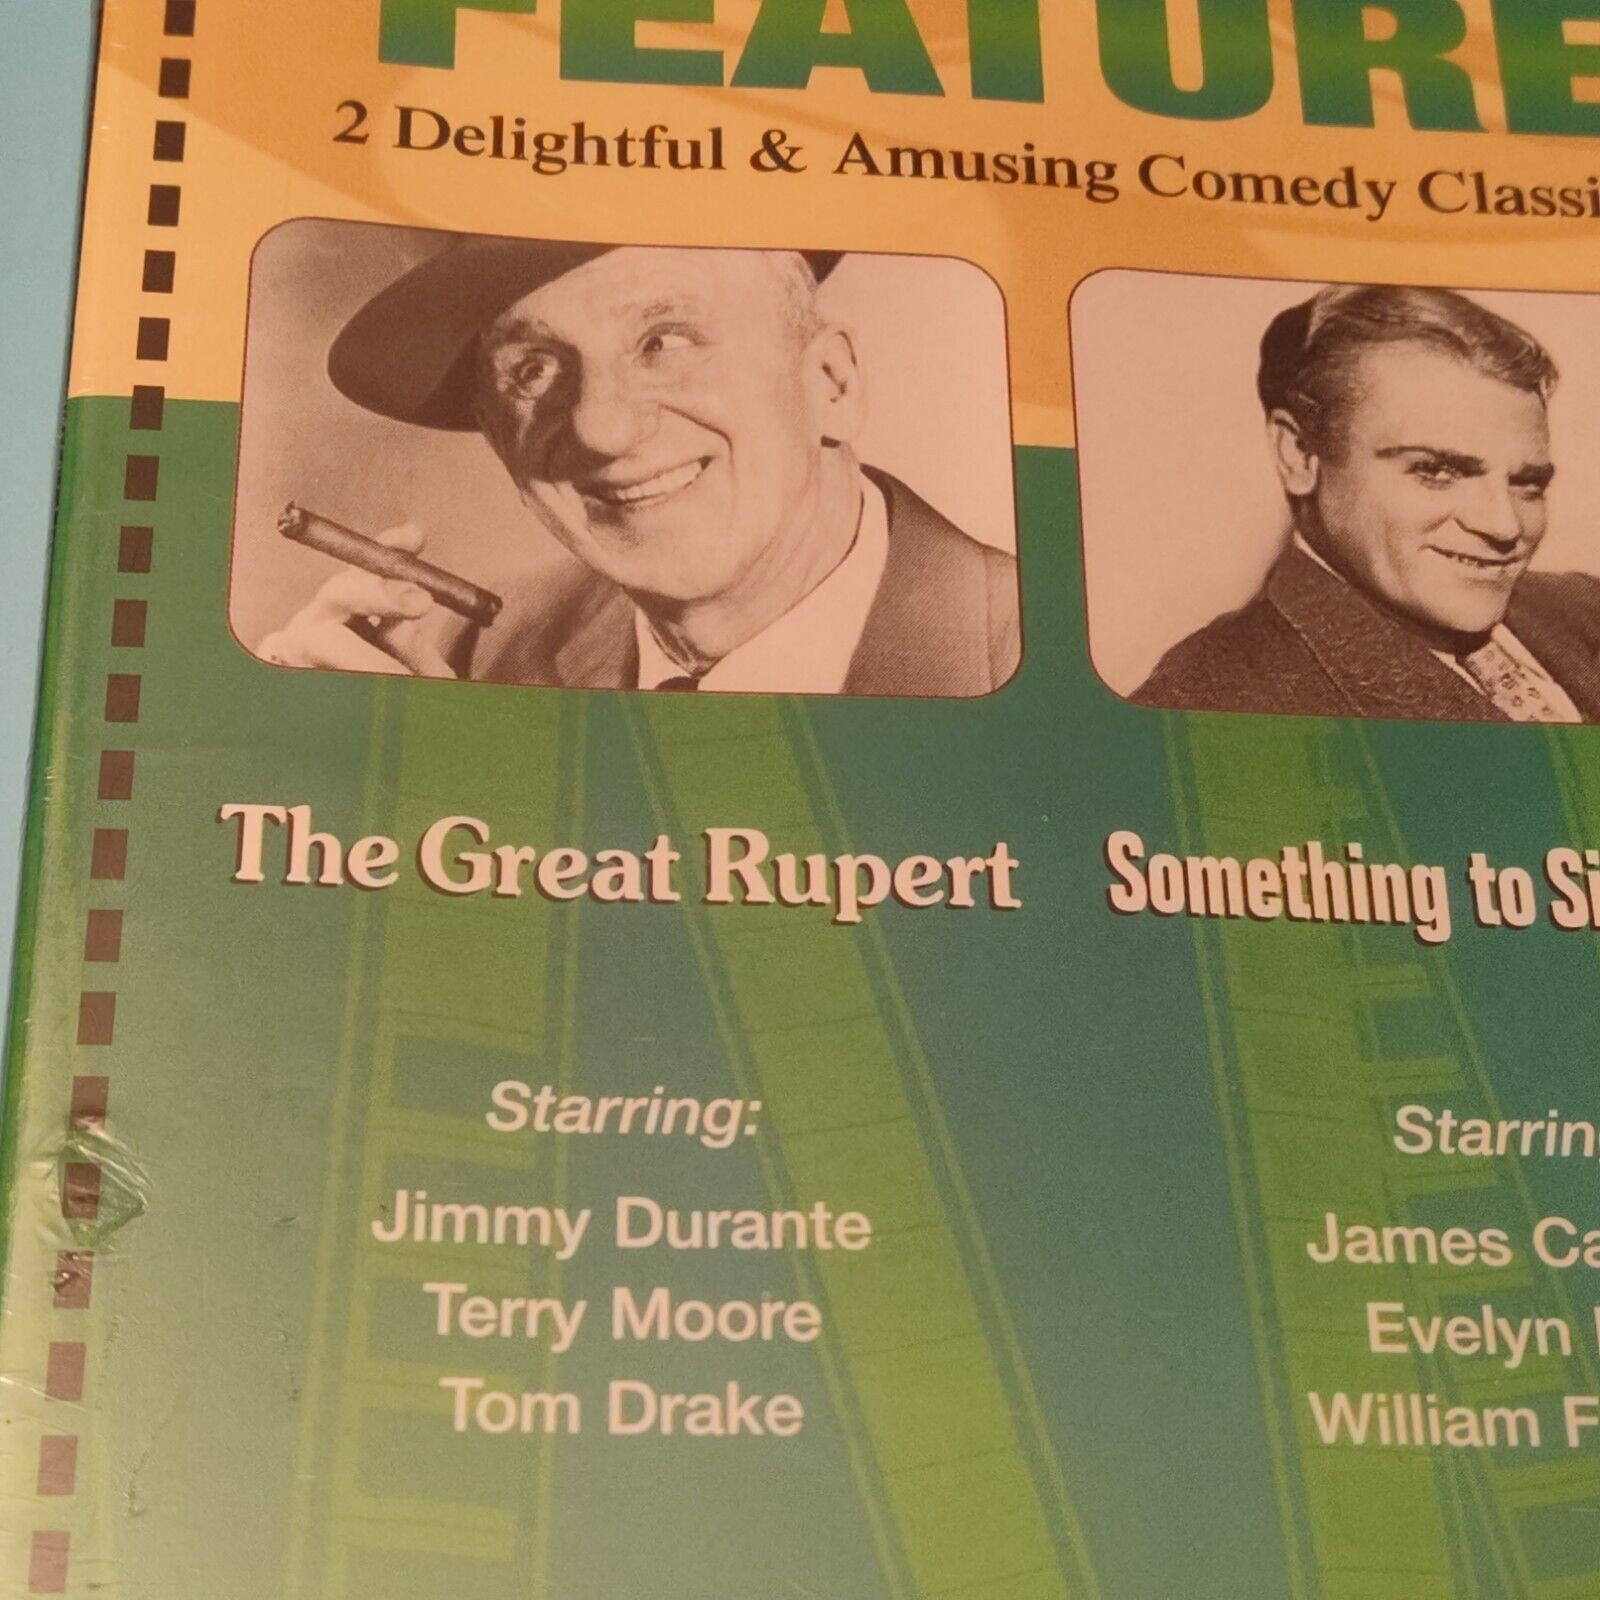 FEATURE
2 Delightful & Amusing Comedy Classi
The Great Rupert
Something to Si
Starring:
Jimmy Durante
Terry Moore
Tom Drake
Starrin
James Ca
Evelyn
William F